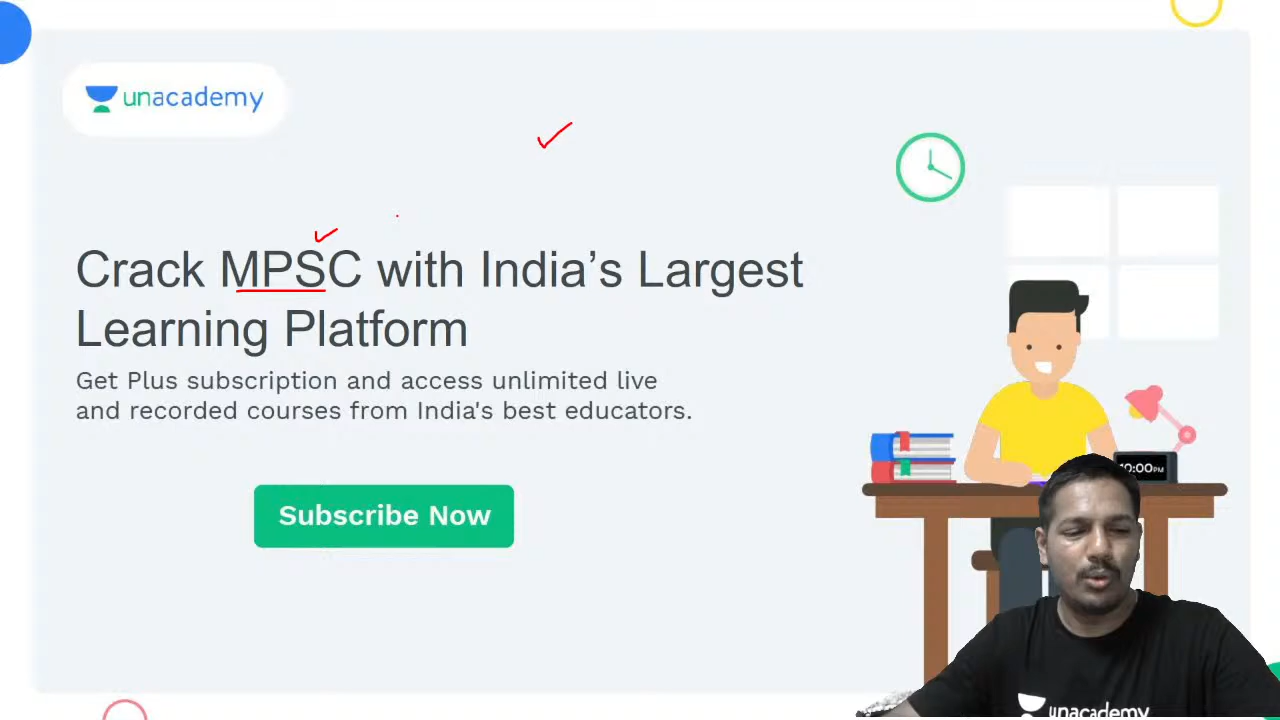 unacademy
Crack MPSC with India’s Largest
Learning Platform
Get Plus subscription and access unlimited live
and recorded courses from India's best educators.
Subscribe Now
10:00PM
unacademy